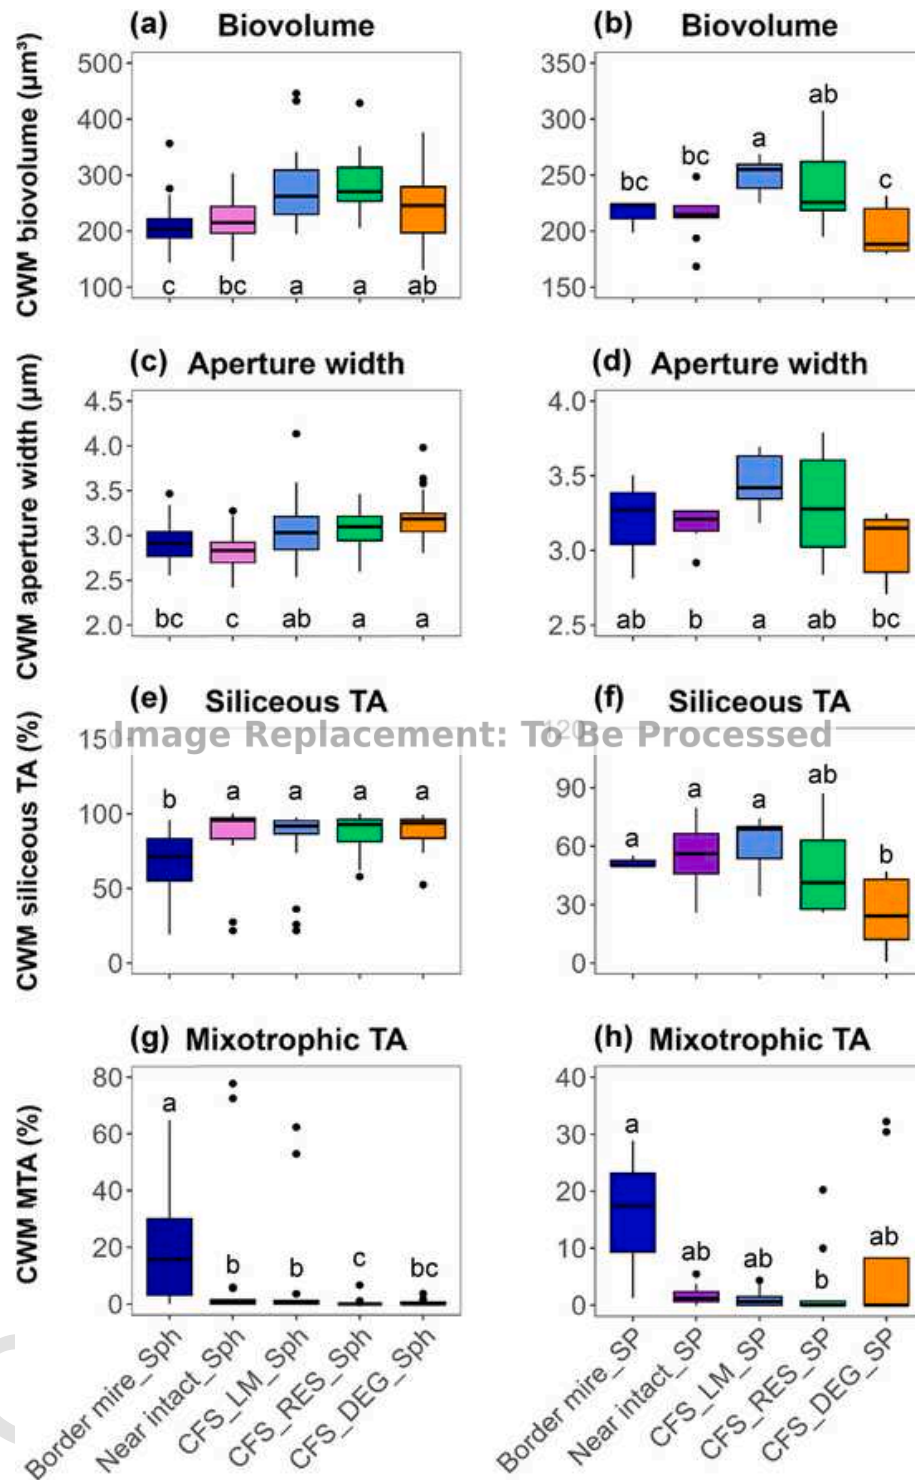 (a) Biovolume
CWM biovolume (µm³)
500
400
300
200
100
c bc a a ab
(b) Biovolume
350
300
250
200
150
bc bc a ab c
(c) Aperture width
CWM aperture width (µm)
4.5
4.0
3.5
3.0
2.5
2.0
bc c ab a a
(d) Aperture width
4.0
3.5
3.0
2.5
ab b a ab bc
(e) Siliceous TA
CWM siliceous TA (%)
150
100
50
0
b a a a a
(f) Siliceous TA
120
90
60
30
0
a a a ab b
Image Replacement: To Be Processed
(g) Mixotrophic TA
CWM MTA (%)
80
60
40
20
0
a b b c bc
Border mire_Sph
Near intact_Sph
CFS_LM_Sph
CFS_RES_Sph
CFS_DEG_Sph
(h) Mixotrophic TA
40
30
20
10
0
a ab ab b ab
Border mire_SP
Near intact_SP
CFS_LM_SP
CFS_RES_SP
CFS_DEG_SP